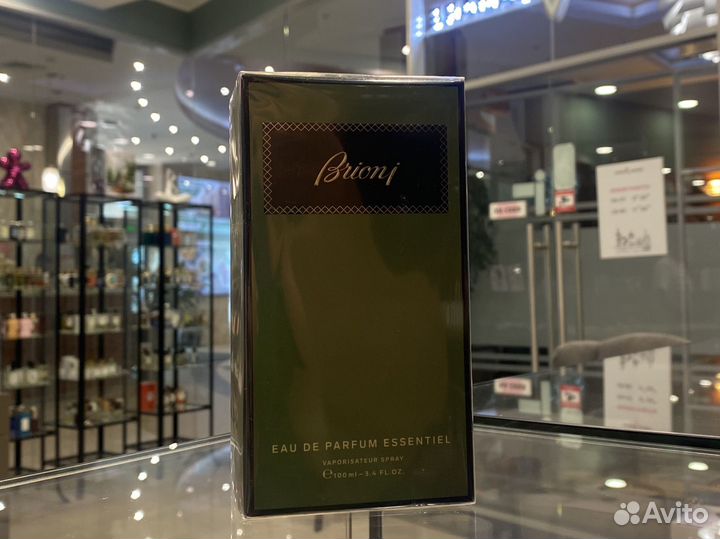 Brioni
EAU DE PARFUM ESSENTIEL
VAPORISATEUR SPRAY
℮100ml–3.4 FL.OZ.
Avito